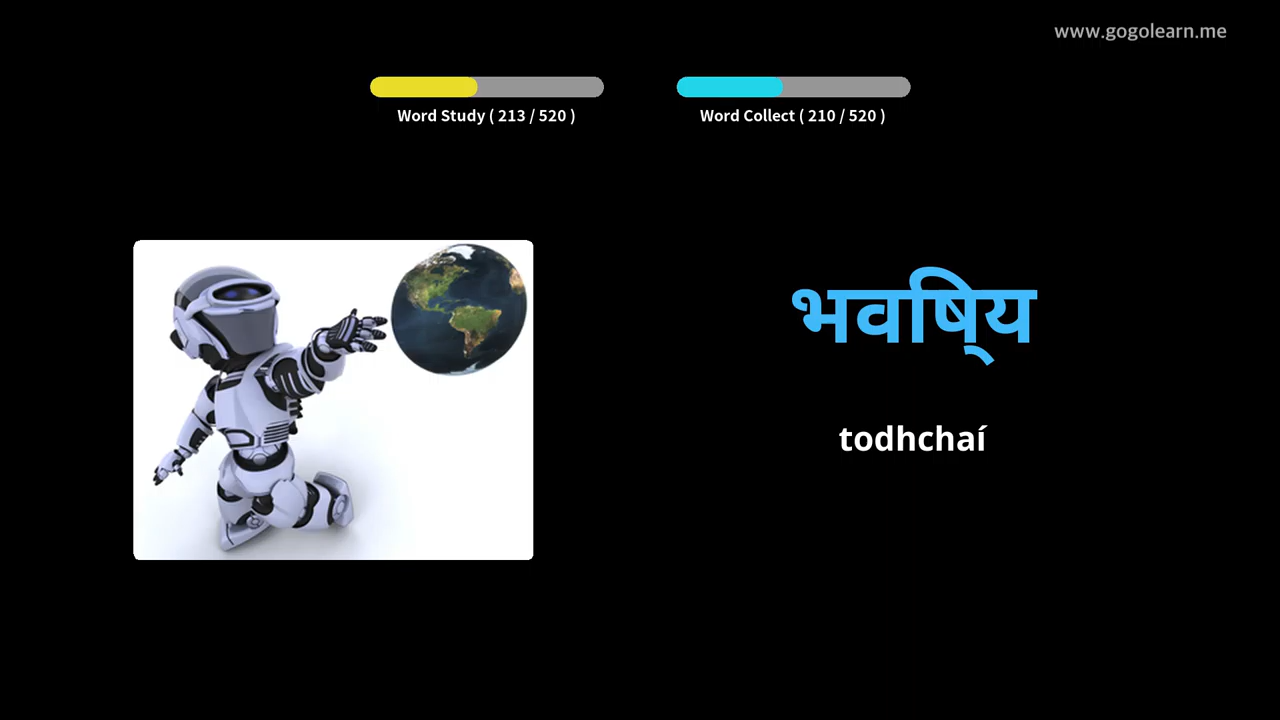 www.gogolearn.me
Word Study ( 213 / 520 )
Word Collect ( 210 / 520 )
भवषि्य
todhchaí